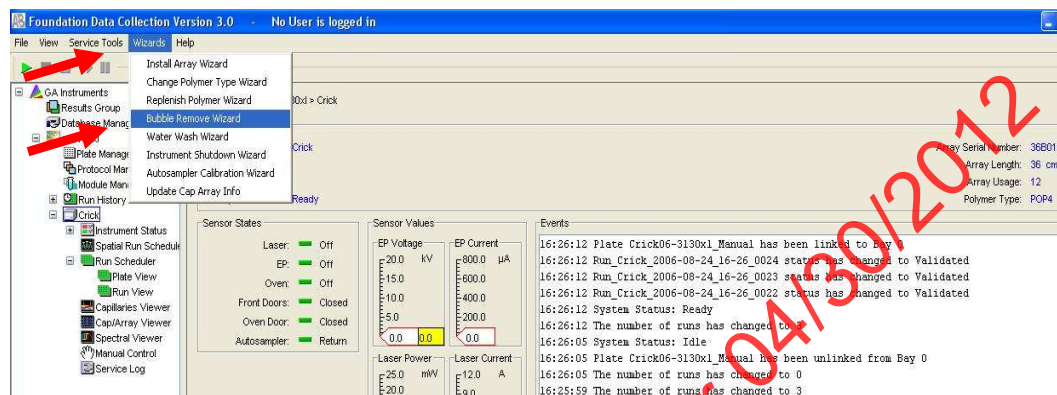 Foundation Data Collection Version 3.0 - No User is logged in
File View Service Tools Wizards Help
Install Array Wizard
Change Polymer Type Wizard
Replenish Polymer Wizard
Bubble Remove Wizard
Water Wash Wizard
Instrument Shutdown Wizard
Autosampler Calibration Wizard
Update Cap Array Info
GA Instruments
Results Group
Database Manag
Plate Manage
Protocol Mar
Module Man
Run History
Crick
Instrument Status
Spatial Run Schedule
Run Scheduler
Plate View
Run View
Capillaries Viewer
Cap/Array Viewer
Spectral Viewer
Manual Control
Service Log
0xl > Crick
Crick
Ready
Array Serial Number: 36B01
Array Length: 36 cm
Array Usage: 12
Polymer Type: POP4
Sensor States
Laser: Off
EP: Off
Oven: Off
Front Doors: Closed
Oven Door: Closed
Autosampler: Return
Sensor Values
EP Voltage
20.0 kV
15.0
10.0
5.0
0.0 0.0
EP Current
800.0 µA
600.0
400.0
200.0
0.0
Laser Power
25.0 mW
20.0
Laser Current
12.0 A
9.0
Events
16:26:12 Plate Crick06-3130xl_Manual has been linked to Bay 0
16:26:12 Run_Crick_2006-08-24_16-26_0024 status has changed to Validated
16:26:12 Run_Crick_2006-08-24_16-26_0023 status has changed to Validated
16:26:12 Run_Crick_2006-08-24_16-26_0022 status has changed to Validated
16:26:12 System Status: Ready
16:26:12 The number of runs has changed to 3
16:26:05 System Status: Idle
16:26:05 Plate Crick06-3130xl_Manual has been unlinked from Bay 0
16:26:05 The number of runs has changed to 0
16:25:59 The number of runs has changed to 3
04/30/2012